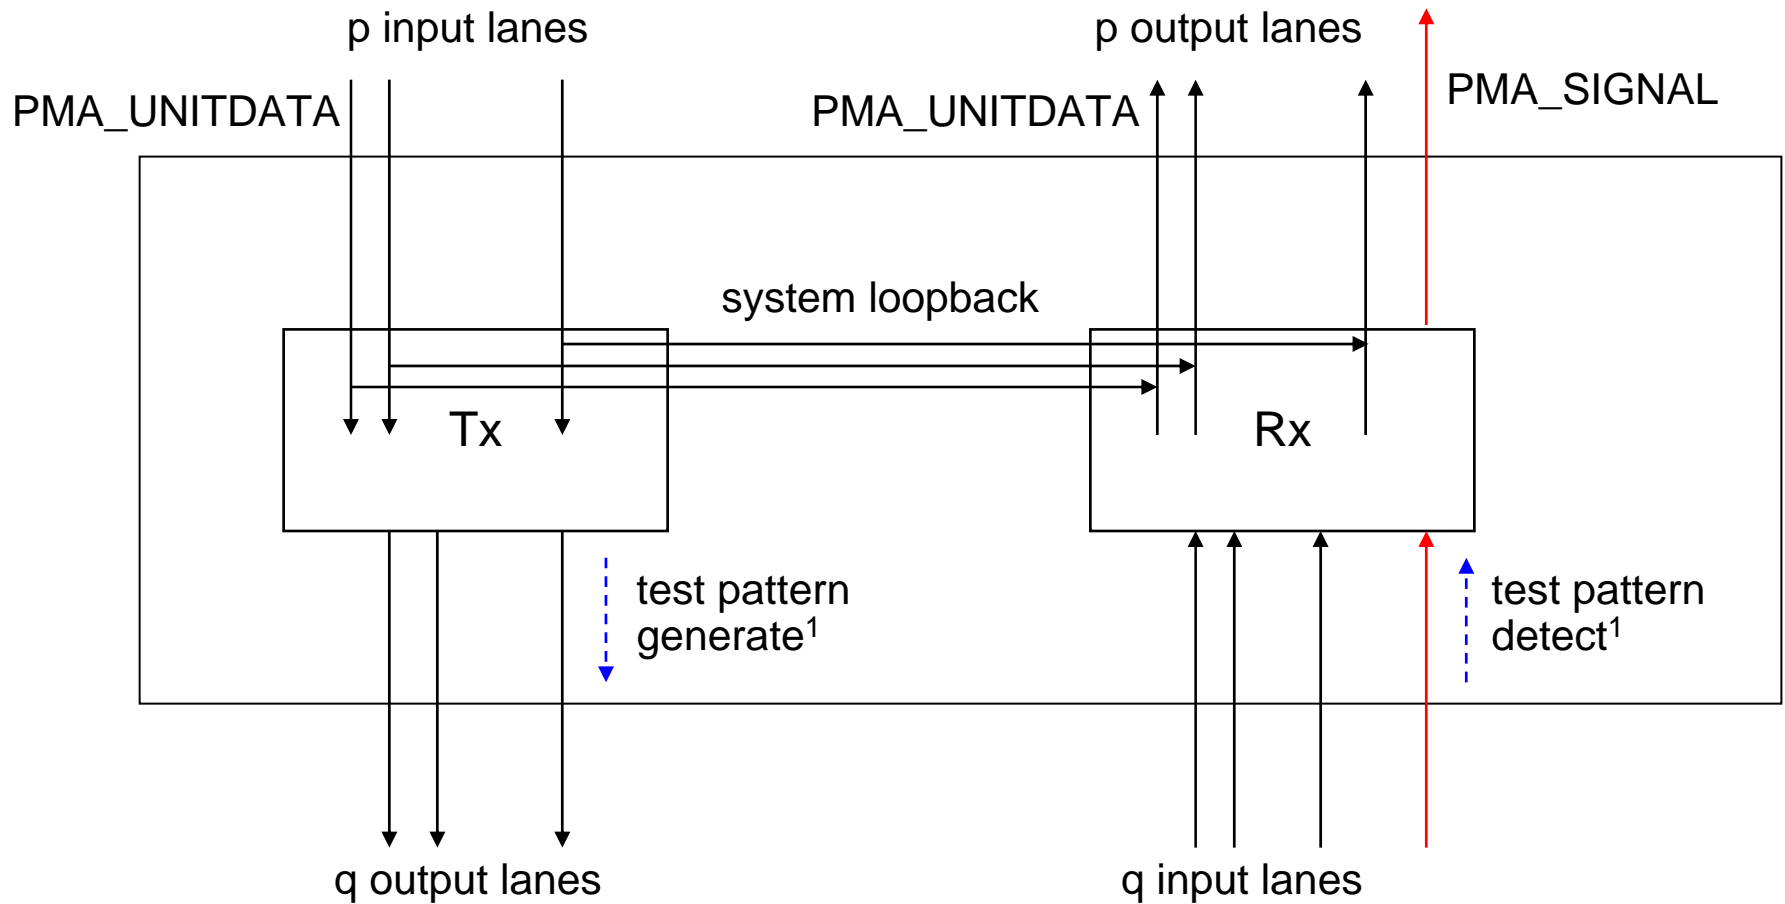 p input lanes
p output lanes
PMA_UNITDATA
PMA_UNITDATA
PMA_SIGNAL
system loopback
Tx
Rx
test pattern
generate¹
test pattern
detect¹
q output lanes
q input lanes